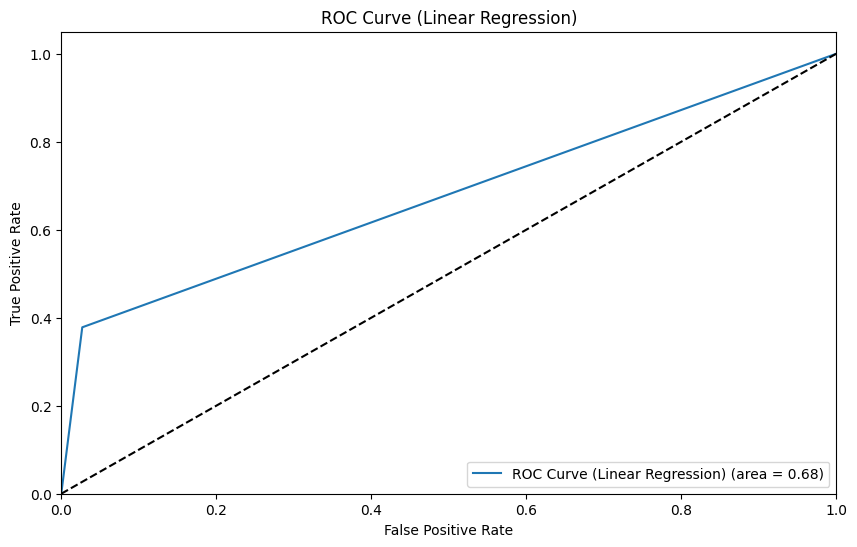 ROC Curve (Linear Regression)
True Positive Rate
1.0
0.8
0.6
0.4
0.2
0.0
ROC Curve (Linear Regression) (area = 0.68)
0.0 0.2 0.4 0.6 0.8 1.0
False Positive Rate